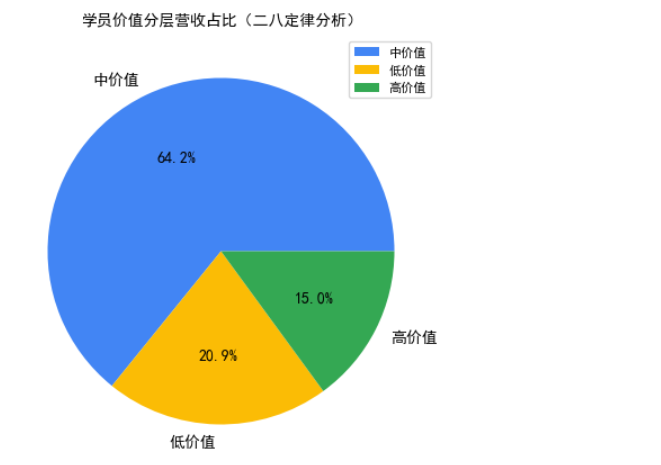 学员价值分层营收占比（二八定律分析）
中价值
低价值
高价值
中价值
64.2%
15.0%
高价值
20.9%
低价值